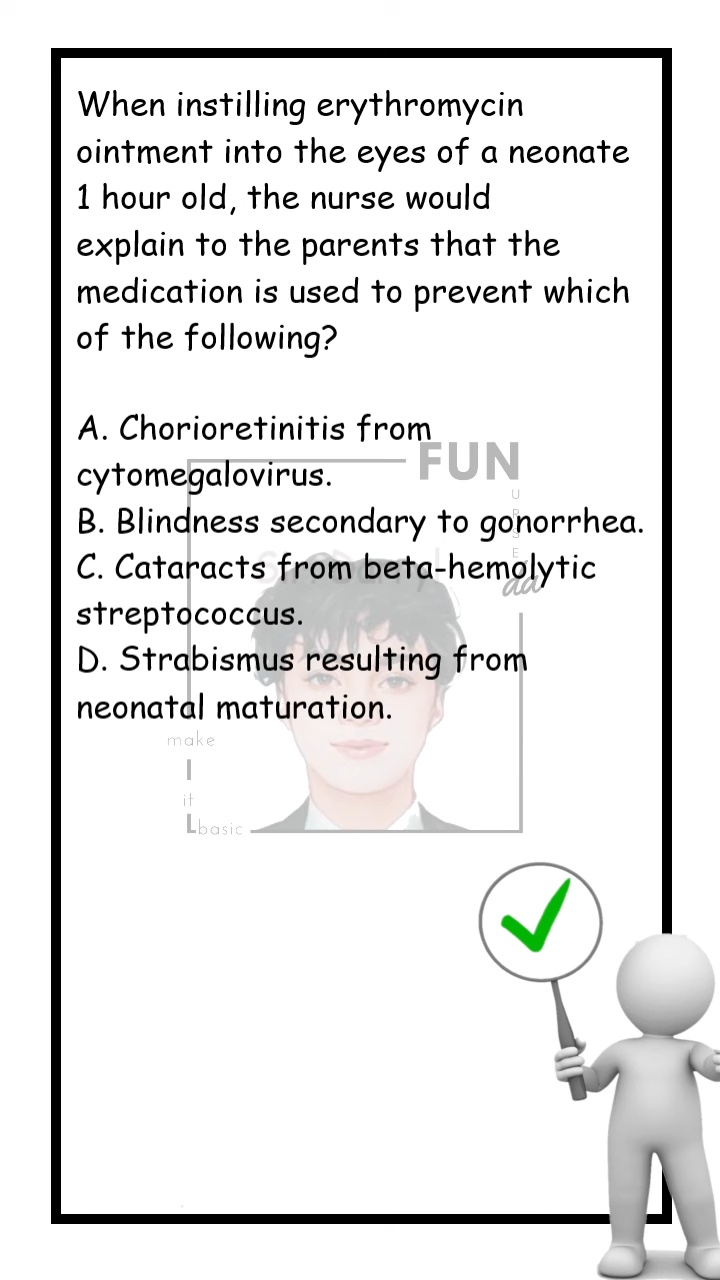 When instilling erythromycin
ointment into the eyes of a neonate
1 hour old, the nurse would
explain to the parents that the
medication is used to prevent which
of the following?
A. Chorioretinitis from
cytomegalovirus.
B. Blindness secondary to gonorrhea.
C. Cataracts from beta-hemolytic
streptococcus.
D. Strabismus resulting from
neonatal maturation.
FUN
make
I
it
L basic